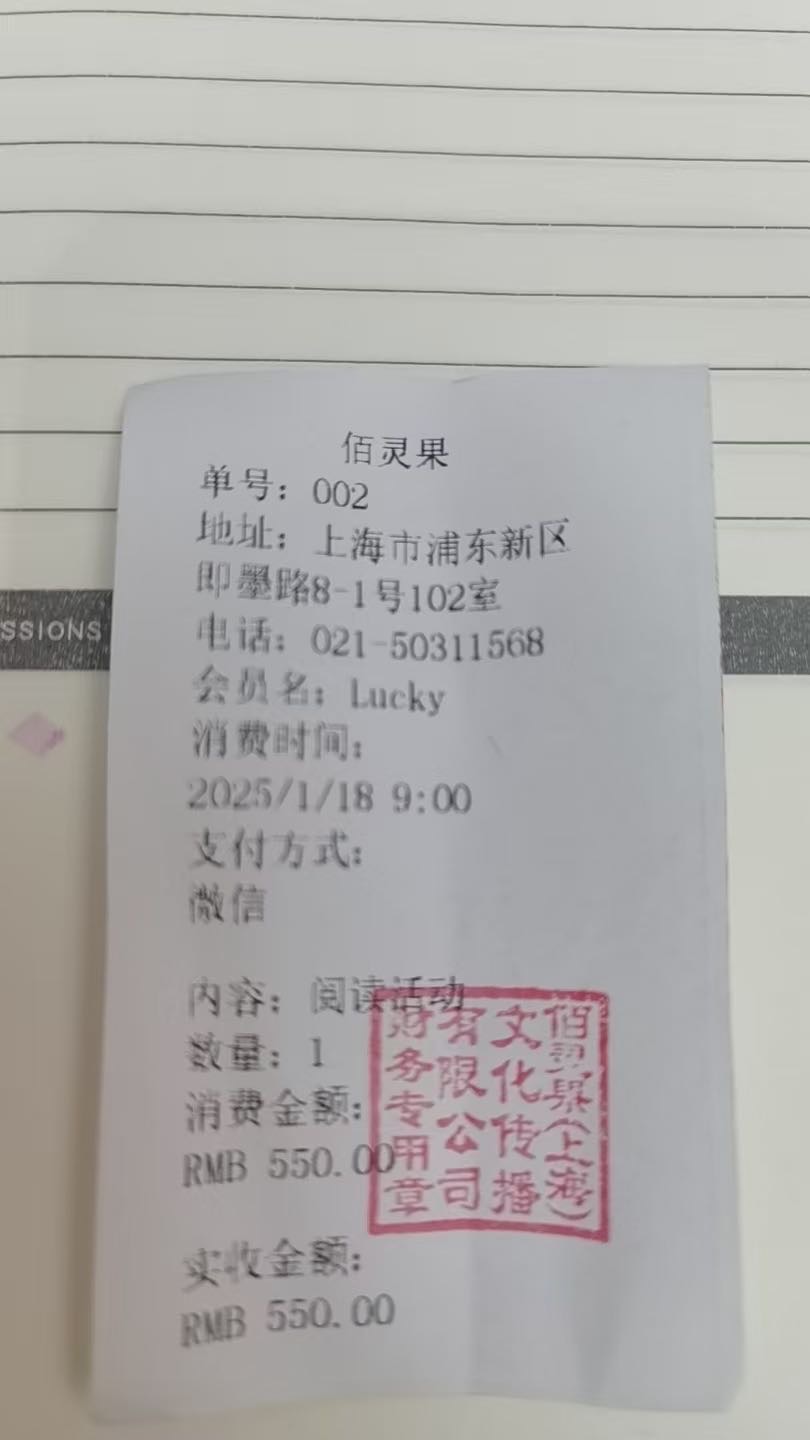 佰灵果
单号：002
地址：上海市浦东新区
即墨路8-1号102室
SSIONS
电话：021-50311568
会员名：Lucky
消费时间：
2025/1/18 9:00
支付方式：
微信
内容：阅读活动
数量：1
消费金额：
RMB 550.00
佰灵果(上海)
文化传播
有限公司
财务专用章
实收金额：
RMB 550.00